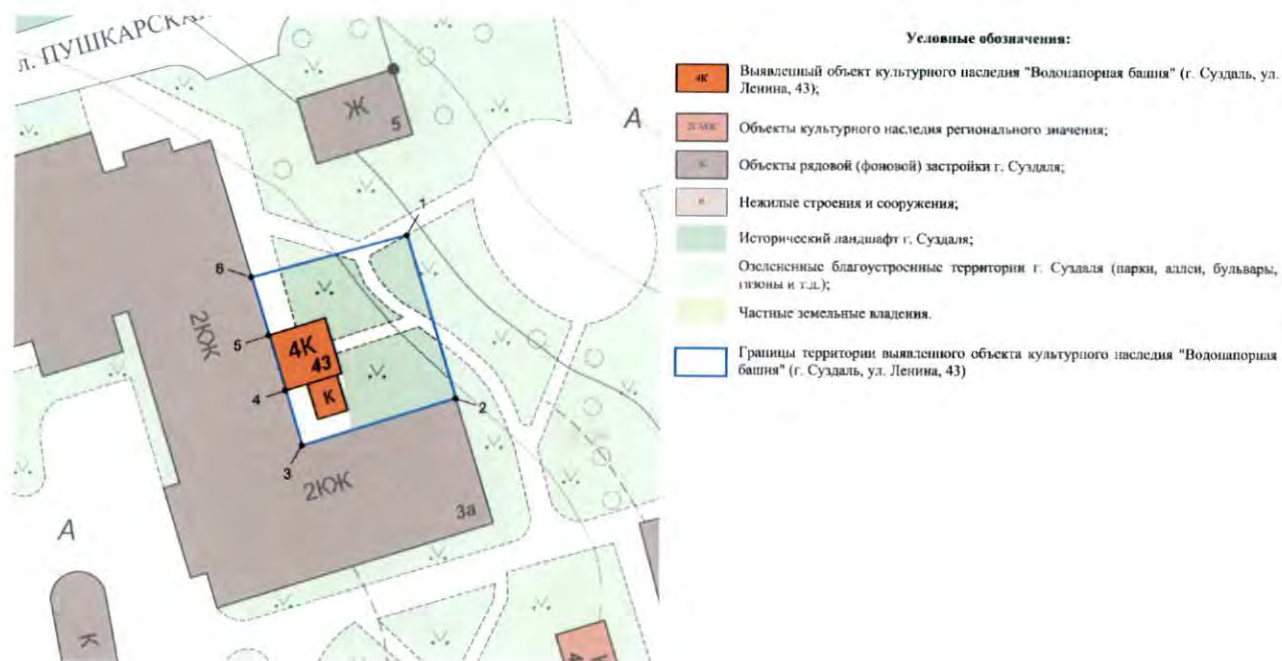 л. ПУШКАРСКА
Ж
5
А
1
6
2ЮЖ
5
4К
43
4
К
2
3
2ЮЖ
3а
А
К
Условные обозначения:
4К
Выявленный объект культурного наследия "Водонапорная башня" (г. Суздаль, ул.
Ленина, 43);
Объекты культурного наследия регионального значения;
К
Объекты рядовой (фоновой) застройки г. Суздаля;
Нежилые строения и сооружения;
Исторический ландшафт г. Суздаля;
Озелененные благоустроенные территории г. Суздаля (парки, аллеи, бульвары,
газоны и т.д.);
Частные земельные владения.
Границы территории выявленного объекта культурного наследия "Водонапорная
башня" (г. Суздаль, ул. Ленина, 43)